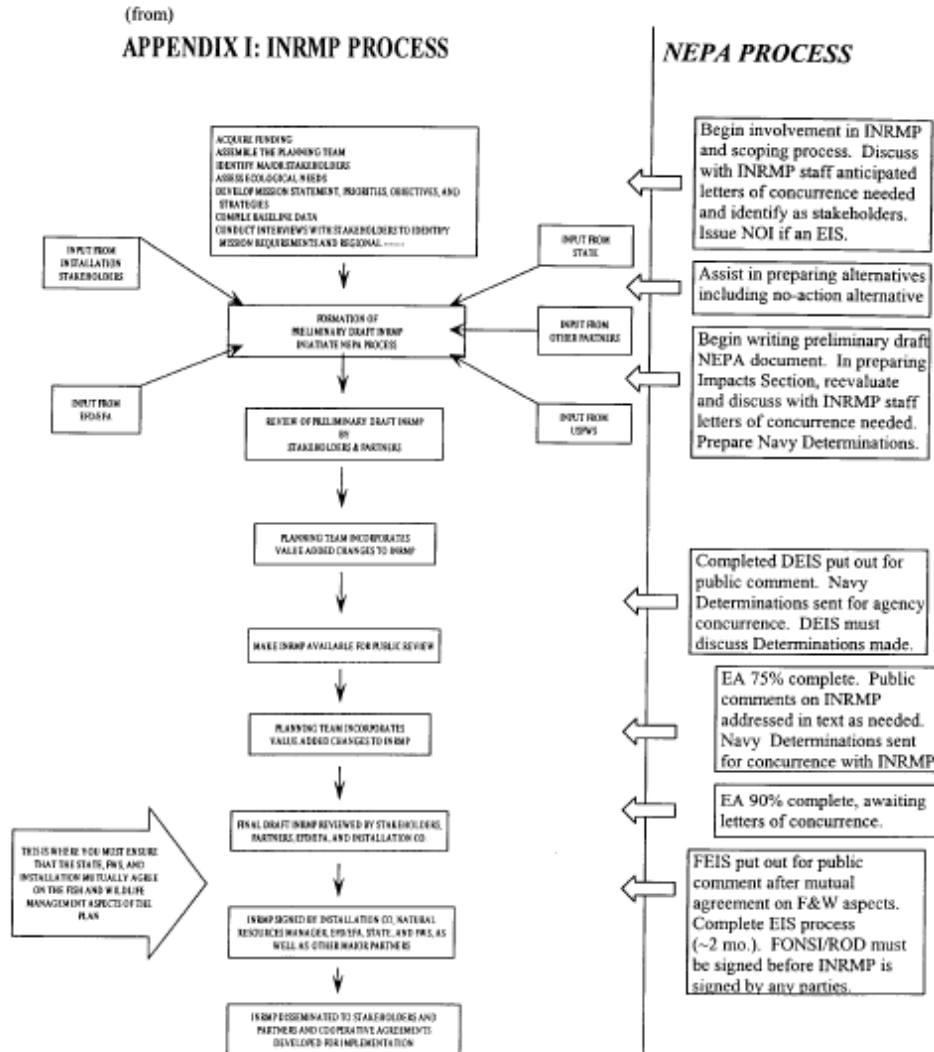 (from)
APPENDIX I: INRMP PROCESS
ACQUIRE FUNDING
ASSEMBLE THE PLANNING TEAM
IDENTIFY MAJOR STAKEHOLDERS
ASSESS ECOLOGICAL NEEDS
DEVELOP MISSION STATEMENT, PRIORITIES, OBJECTIVES, AND
STRATEGIES
COMPILE BASELINE DATA
CONDUCT INTERVIEWS WITH STAKEHOLDERS TO IDENTIFY
MISSION REQUIREMENTS AND REGIONAL
INPUT FROM
INSTALLATION
STAKEHOLDERS
INPUT FROM
STATE
FORMATION OF
PRELIMINARY DRAFT INRMP
INIATIATE NEPA PROCESS
INPUT FROM
OTHER PARTNERS
INPUT FROM
EFD/EFA
INPUT FROM
USFWS
REVIEW OF PRELIMINARY DRAFT INRMP
BY
STAKEHOLDERS & PARTNERS
PLANNING TEAM INCORPORATES
VALUE ADDED CHANGES TO INRMP
MAKE INRMP AVAILABLE FOR PUBLIC REVIEW
PLANNING TEAM INCORPORATES
VALUE ADDED CHANGES TO INRMP
FINAL DRAFT INRMP REVIEWED BY STAKEHOLDERS,
PARTNERS, EFD/EFA, AND INSTALLATION CO
THIS IS WHERE YOU MUST ENSURE
THAT THE STATE, FWS, AND
INSTALLATION MUTUALLY AGREE
ON THE FISH AND WILDLIFE
MANAGEMENT ASPECTS OF THE
PLAN
INRMP SIGNED BY INSTALLATION CO, NATURAL
RESOURCES MANAGER, EFD/EFA, STATE, AND FWS, AS
WELL AS OTHER MAJOR PARTNERS
INRMP DISSEMINATED TO STAKEHOLDERS AND
PARTNERS AND COOPERATIVE AGREEMENTS
DEVELOPED FOR IMPLEMENTATION
NEPA PROCESS
Begin involvement in INRMP
and scoping process. Discuss
with INRMP staff anticipated
letters of concurrence needed
and identify as stakeholders.
Issue NOI if an EIS.
Assist in preparing alternatives
including no-action alternative
Begin writing preliminary draft
NEPA document. In preparing
Impacts Section, reevaluate
and discuss with INRMP staff
letters of concurrence needed.
Prepare Navy Determinations.
Completed DEIS put out for
public comment. Navy
Determinations sent for agency
concurrence. DEIS must
discuss Determinations made.
EA 75% complete. Public
comments on INRMP
addressed in text as needed.
Navy Determinations sent
for concurrence with INRMP
EA 90% complete, awaiting
letters of concurrence.
FEIS put out for public
comment after mutual
agreement on F&W aspects.
Complete EIS process
(~2 mo.). FONSI/ROD must
be signed before INRMP is
signed by any parties.